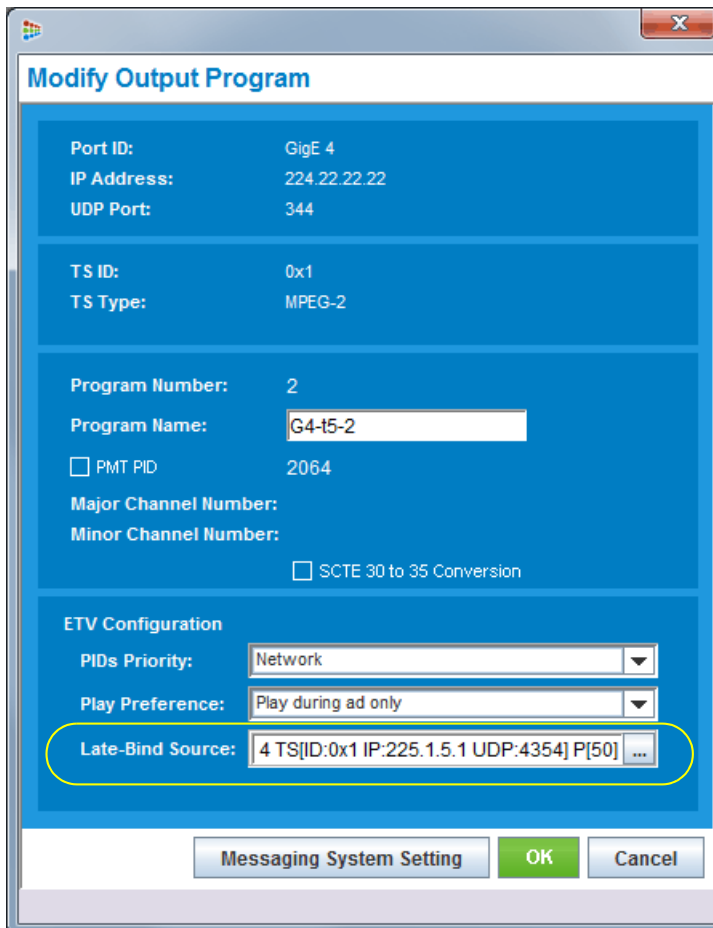 Modify Output Program
Port ID: GigE 4
IP Address: 224.22.22.22
UDP Port: 344
TS ID: 0x1
TS Type: MPEG-2
Program Number: 2
Program Name: G4-t5-2
PMT PID 2064
Major Channel Number:
Minor Channel Number:
SCTE 30 to 35 Conversion
ETV Configuration
PIDs Priority: Network
Play Preference: Play during ad only
Late-Bind Source: 4 TS[ID:0x1 IP:225.1.5.1 UDP:4354] P[50] ...
Messaging System Setting OK Cancel